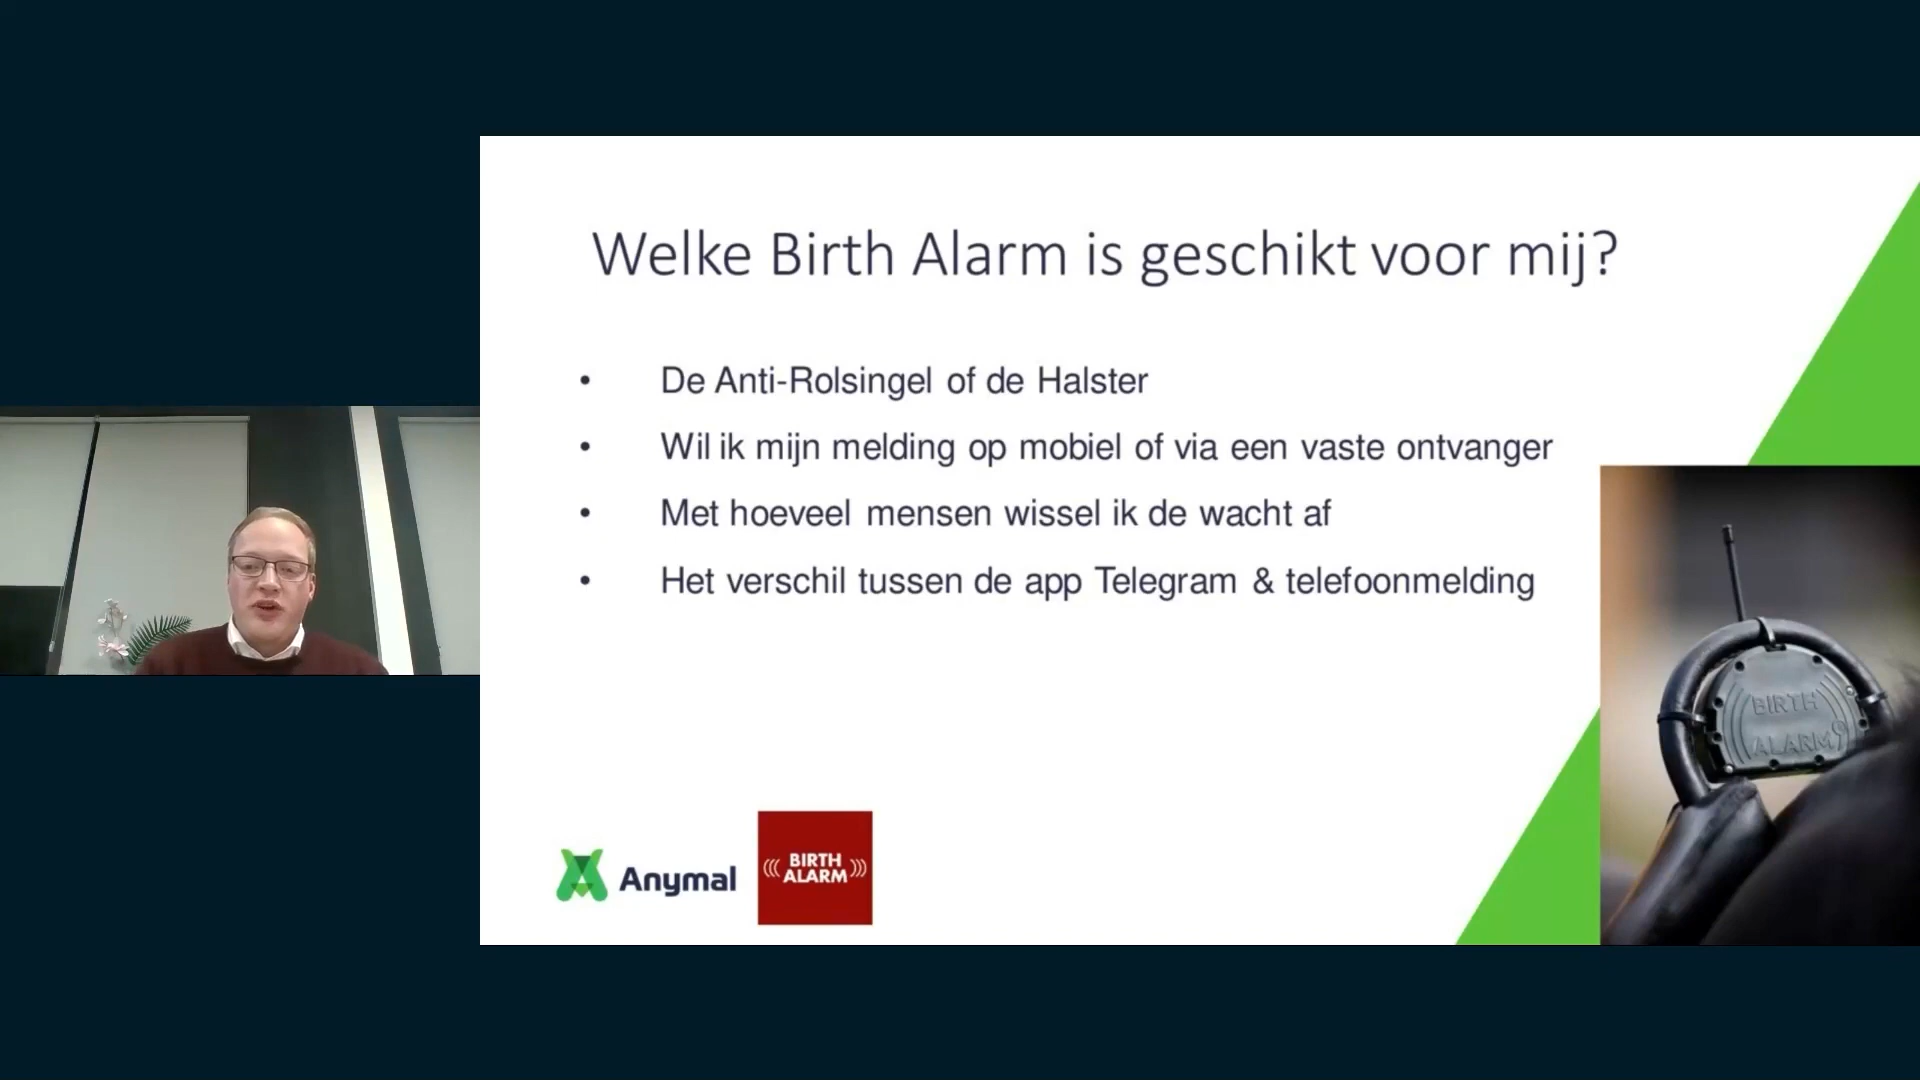 Welke Birth Alarm is geschikt voor mij?
• De Anti-Rolsingel of de Halster
• Wil ik mijn melding op mobiel of via een vaste ontvanger
• Met hoeveel mensen wissel ik de wacht af
• Het verschil tussen de app Telegram & telefoonmelding
BIRTH
ALARM
Anymal
BIRTH
ALARM